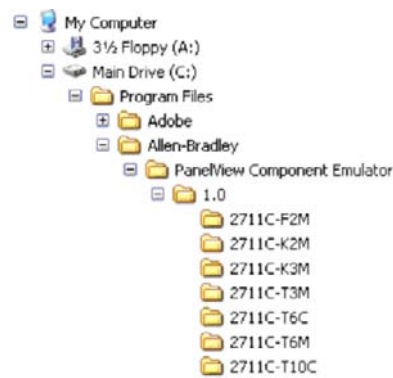 My Computer
3½ Floppy (A:)
Main Drive (C:)
Program Files
Adobe
Allen-Bradley
PanelView Component Emulator
1.0
2711C-F2M
2711C-K2M
2711C-K3M
2711C-T3M
2711C-T6C
2711C-T6M
2711C-T10C